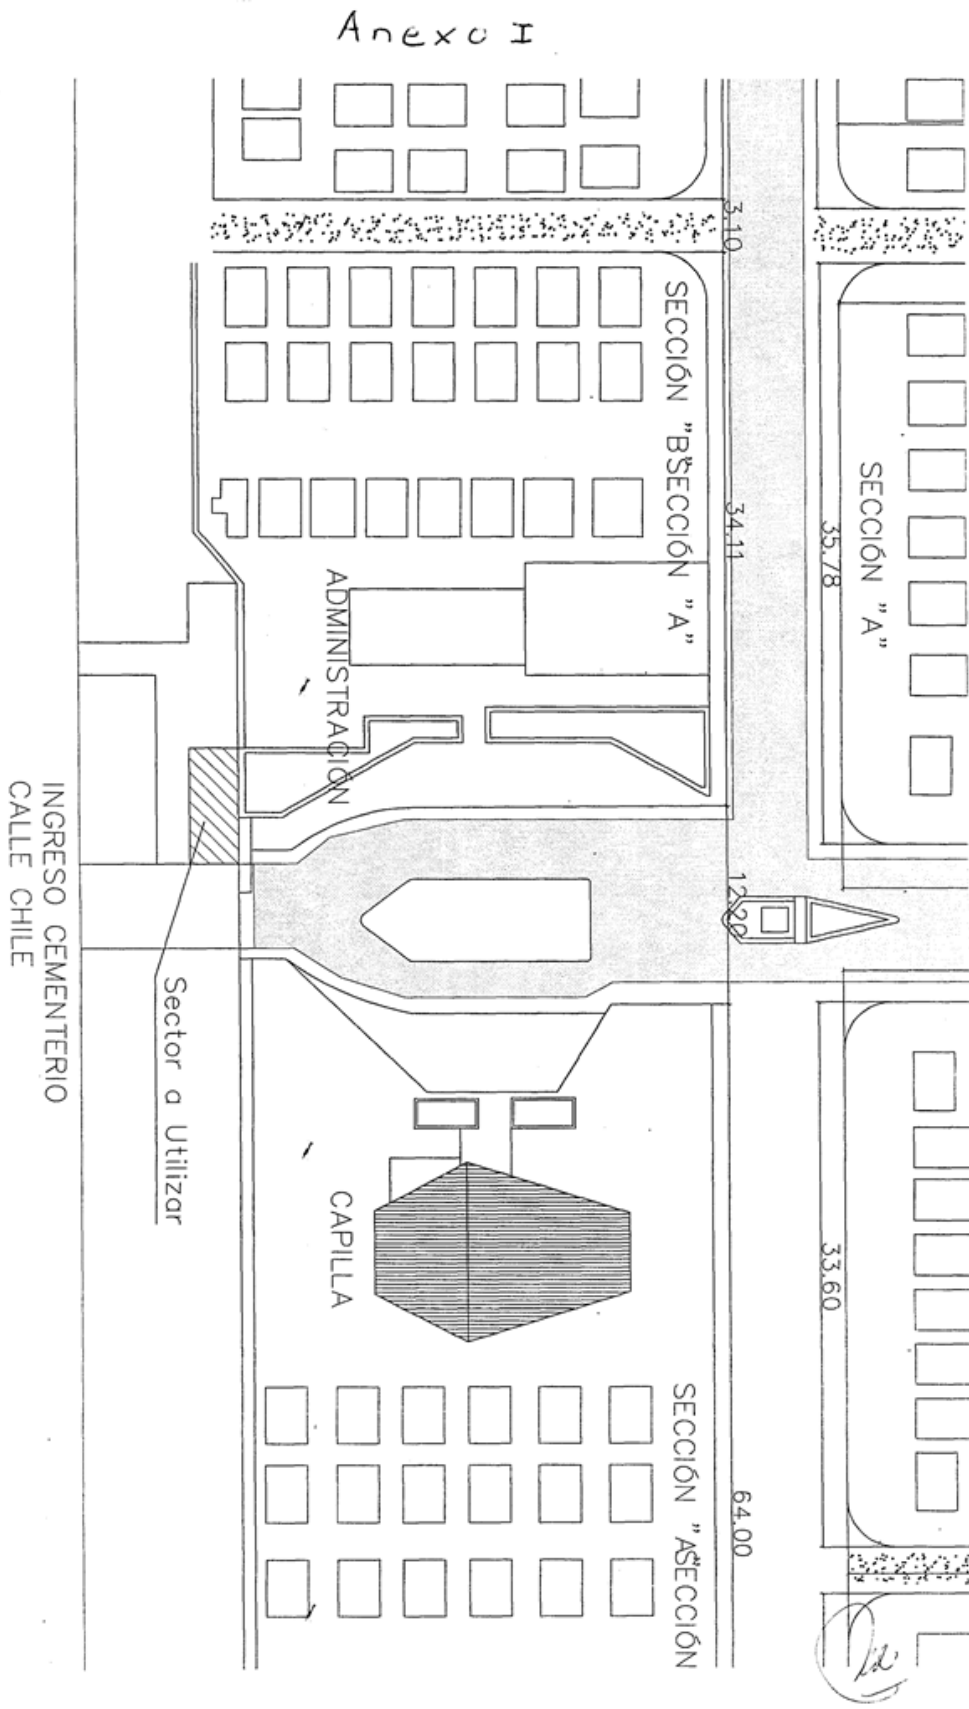 Anexo I
3.10
SECCIÓN "B"SECCIÓN "A"
34.11
35.78
SECCIÓN "A"
ADMINISTRACIÓN
12.20
INGRESO CEMENTERIO
CALLE CHILE
Sector a Utilizar
CAPILLA
33.60
SECCIÓN "A"SECCIÓN
64.00